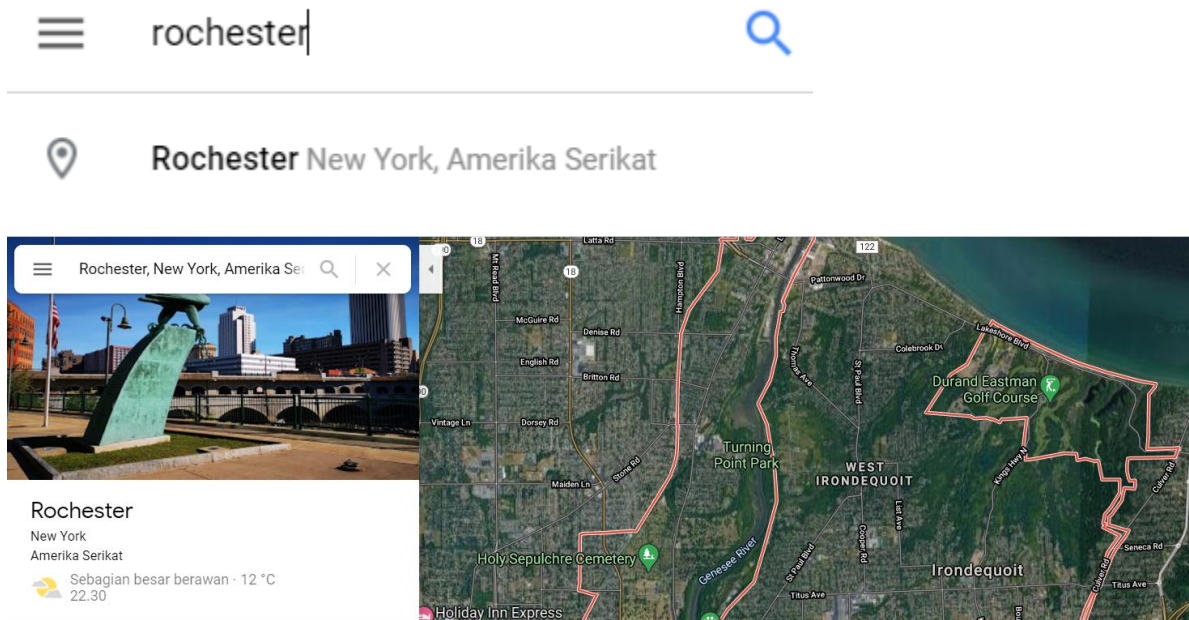 rochester
Rochester New York, Amerika Serikat
Rochester, New York, Amerika Ser
Rochester
New York
Amerika Serikat
Sebagian besar berawan · 12 °C
22.30
18
Latta Rd
122
Mt Read Blvd
18
Hampton Blvd
Pattonwood Dr
McGuire Rd
Denise Rd
Lakeshore Blvd
English Rd
Thomas Ave
St Paul Blvd
Colebrook Dr
Britton Rd
Durand Eastman
Golf Course
Vintage Ln
Dorsey Rd
Turning
Point Park
Stone Rd
WEST
IRONDEQUOIT
Kings Hwy N
Culver Rd
Maiden Ln
List Ave
Cooper Rd
Holy Sepulchre Cemetery
Genesee River
St Paul Blvd
Seneca Rd
Irondequoit
Culver Rd
Titus Ave
Titus Ave
Holiday Inn Express